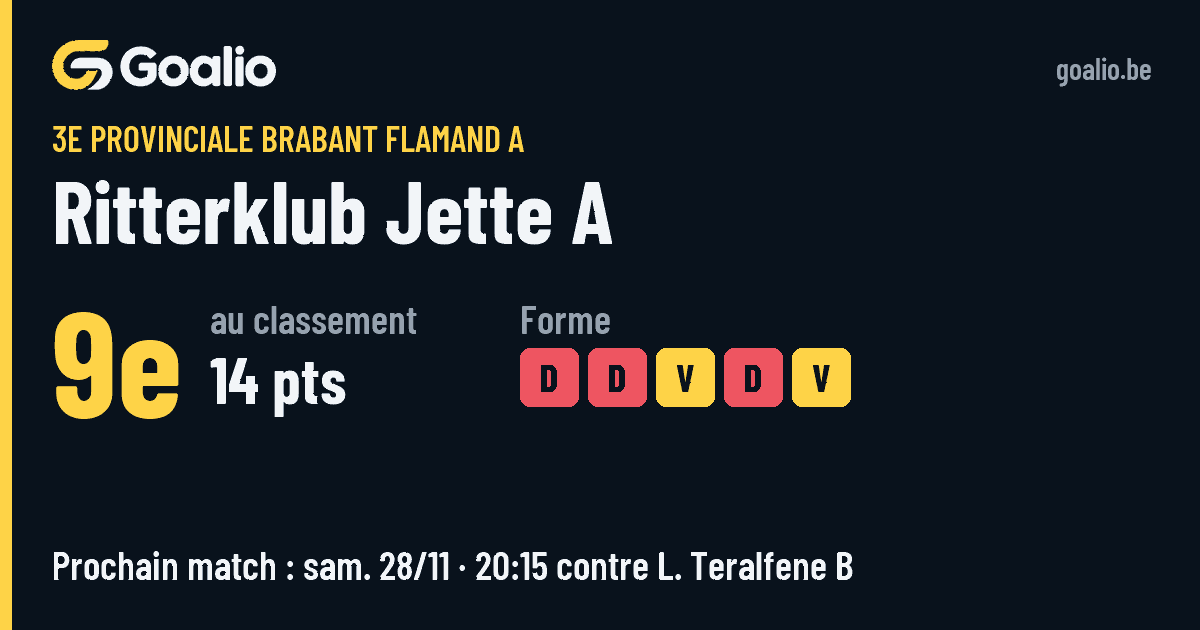 Goalio
goalio.be
3E PROVINCIALE BRABANT FLAMAND A
Ritterklub Jette A
9e
au classement
14 pts
Forme
D D V D V
Prochain match : sam. 28/11 · 20:15 contre L. Teralfene B